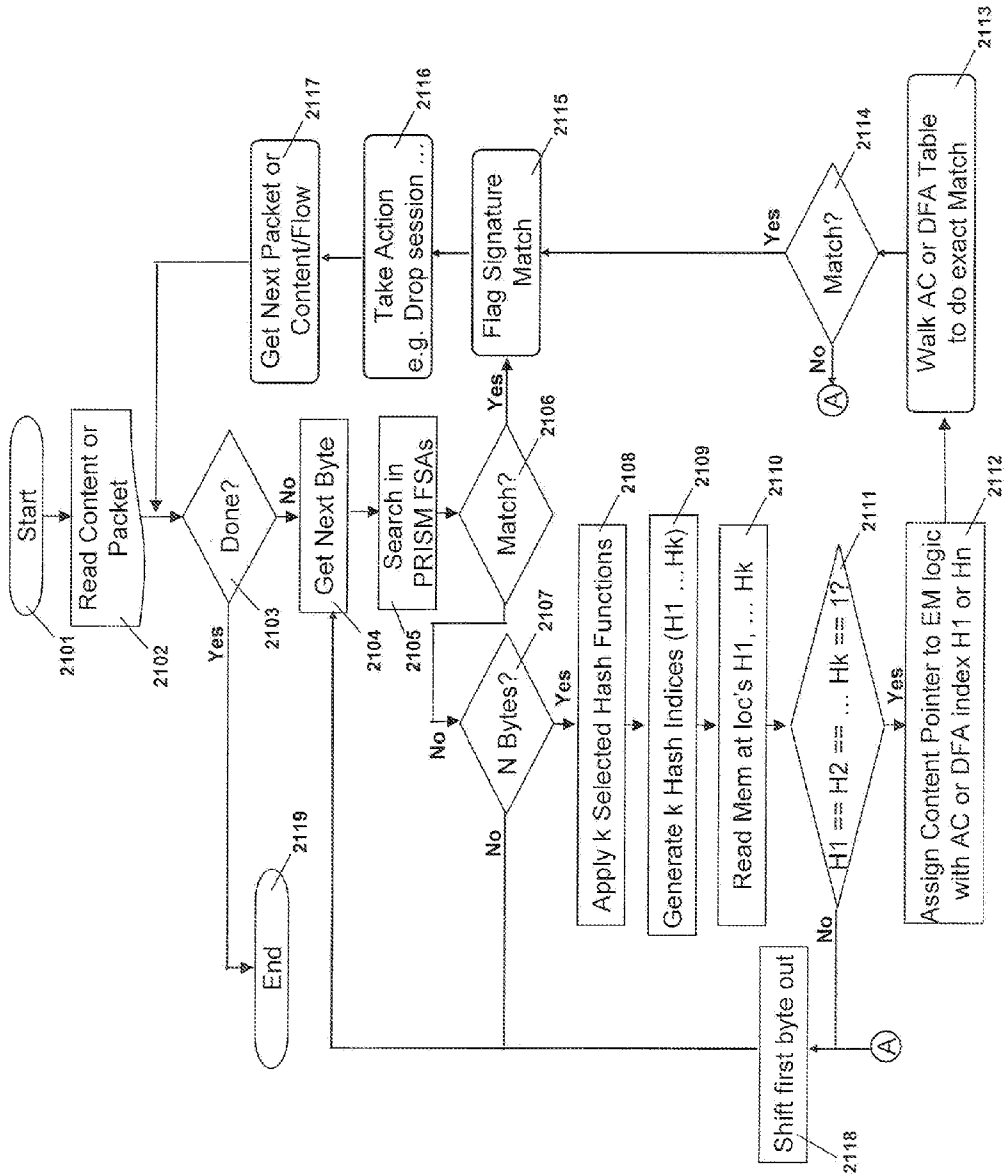 Start
2101
Read Content or
Packet
2102
Done?
2103
Yes
No
End
2119
Get Next Byte
2104
Search in
PRISM FSAs
2105
Match?
2106
Yes
No
N Bytes?
2107
No
Yes
Apply k Selected Hash Functions
2108
Generate k Hash Indices (H1 ...Hk)
2109
Read Mem at loc's H1, .... Hk
2110
H1 == H2 == ... Hk == 1?
2111
No
Yes
Shift first byte out
2118
A
Assign Content Pointer to EM logic
with AC or DFA index H1 or Hn
2112
Walk AC or DFA Table
to do exact Match
2113
Match?
2114
No
A
Yes
Flag Signature
Match
2115
Take Action
e.g. Drop session ....
2116
Get Next Packet or
Content/Flow
2117